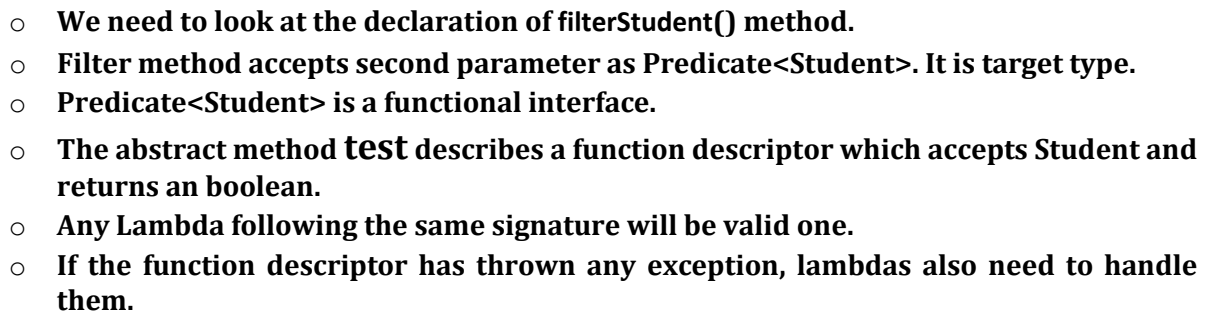 o We need to look at the declaration of filterStudent() method.
o Filter method accepts second parameter as Predicate<Student>. It is target type.
o Predicate<Student> is a functional interface.
o The abstract method test describes a function descriptor which accepts Student and
returns an boolean.
o Any Lambda following the same signature will be valid one.
o If the function descriptor has thrown any exception, lambdas also need to handle
them.